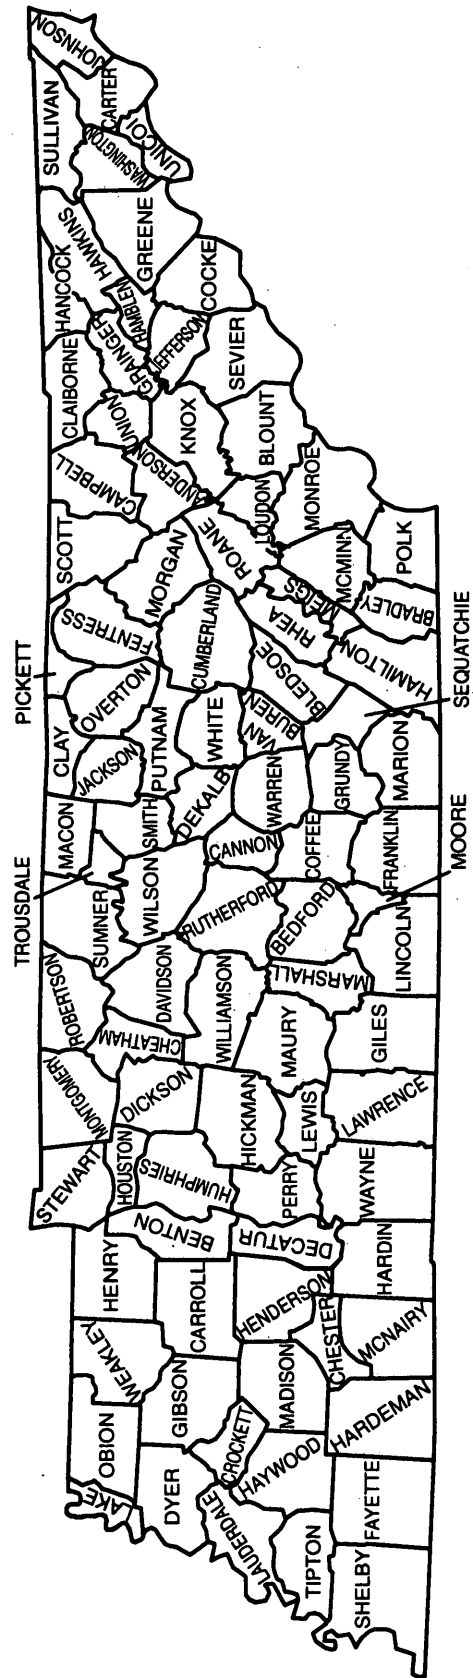 JOHNSON
SULLIVAN
CARTER
UNICOI
WASHINGTON
GREENE
HAWKINS
HANCOCK
COCKE
HAMBLEN
GRAINGER
JEFFERSON
SEVIER
CLAIBORNE
UNION
KNOX
BLOUNT
CAMPBELL
ANDERSON
LOUDON
MONROE
SCOTT
MORGAN
ROANE
MCMINN
POLK
MEIGS
BRADLEY
FENTRESS
CUMBERLAND
RHEA
HAMILTON
PICKETT
OVERTON
BLEDSOE
SEQUATCHIE
CLAY
JACKSON
PUTNAM
WHITE
VAN
BUREN
GRUNDY
MARION
WARREN
MACON
SMITH
DEKALB
CANNON
COFFEE
FRANKLIN
MOORE
TROUSDALE
SUMNER
WILSON
RUTHERFORD
BEDFORD
LINCOLN
ROBERTSON
DAVIDSON
CHEATHAM
WILLIAMSON
MARSHALL
MAURY
GILES
MONTGOMERY
DICKSON
HICKMAN
LEWIS
LAWRENCE
STEWART
HOUSTON
HUMPHRIES
PERRY
WAYNE
HENRY
BENTON
DECATUR
HARDIN
CARROLL
HENDERSON
CHESTER
MCNAIRY
WEAKLEY
GIBSON
MADISON
HARDEMAN
OBION
CROCKETT
HAYWOOD
FAYETTE
LAKE
DYER
LAUDERDALE
TIPTON
SHELBY